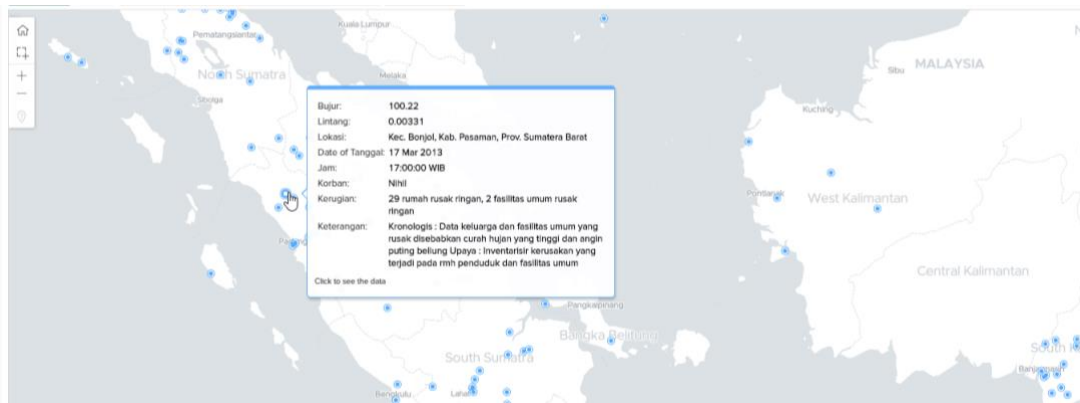 Kuala Lumpur
Pematangsiantar
MALAYSIA
Sibu
North Sumatra
Melaka
Sibolga
Kuching
Bujur: 100.22
Lintang: 0.00331
Lokasi: Kec. Bonjol, Kab. Pasaman, Prov. Sumatera Barat
Date of Tanggal: 17 Mar 2013
Jam: 17:00:00 WIB
Korban: Nihil
Kerugian: 29 rumah rusak ringan, 2 fasilitas umum rusak
ringan
Keterangan: Kronologis : Data keluarga dan fasilitas umum yang
rusak disebabkan curah hujan yang tinggi dan angin
puting beliung Upaya : Inventarisir kerusakan yang
terjadi pada rmh penduduk dan fasilitas umum
Click to see the data
Pontianak
West Kalimantan
Central Kalimantan
Pangkalpinang
Bangka Belitung
South Sumatra
South K
Bengkulu
Lahat